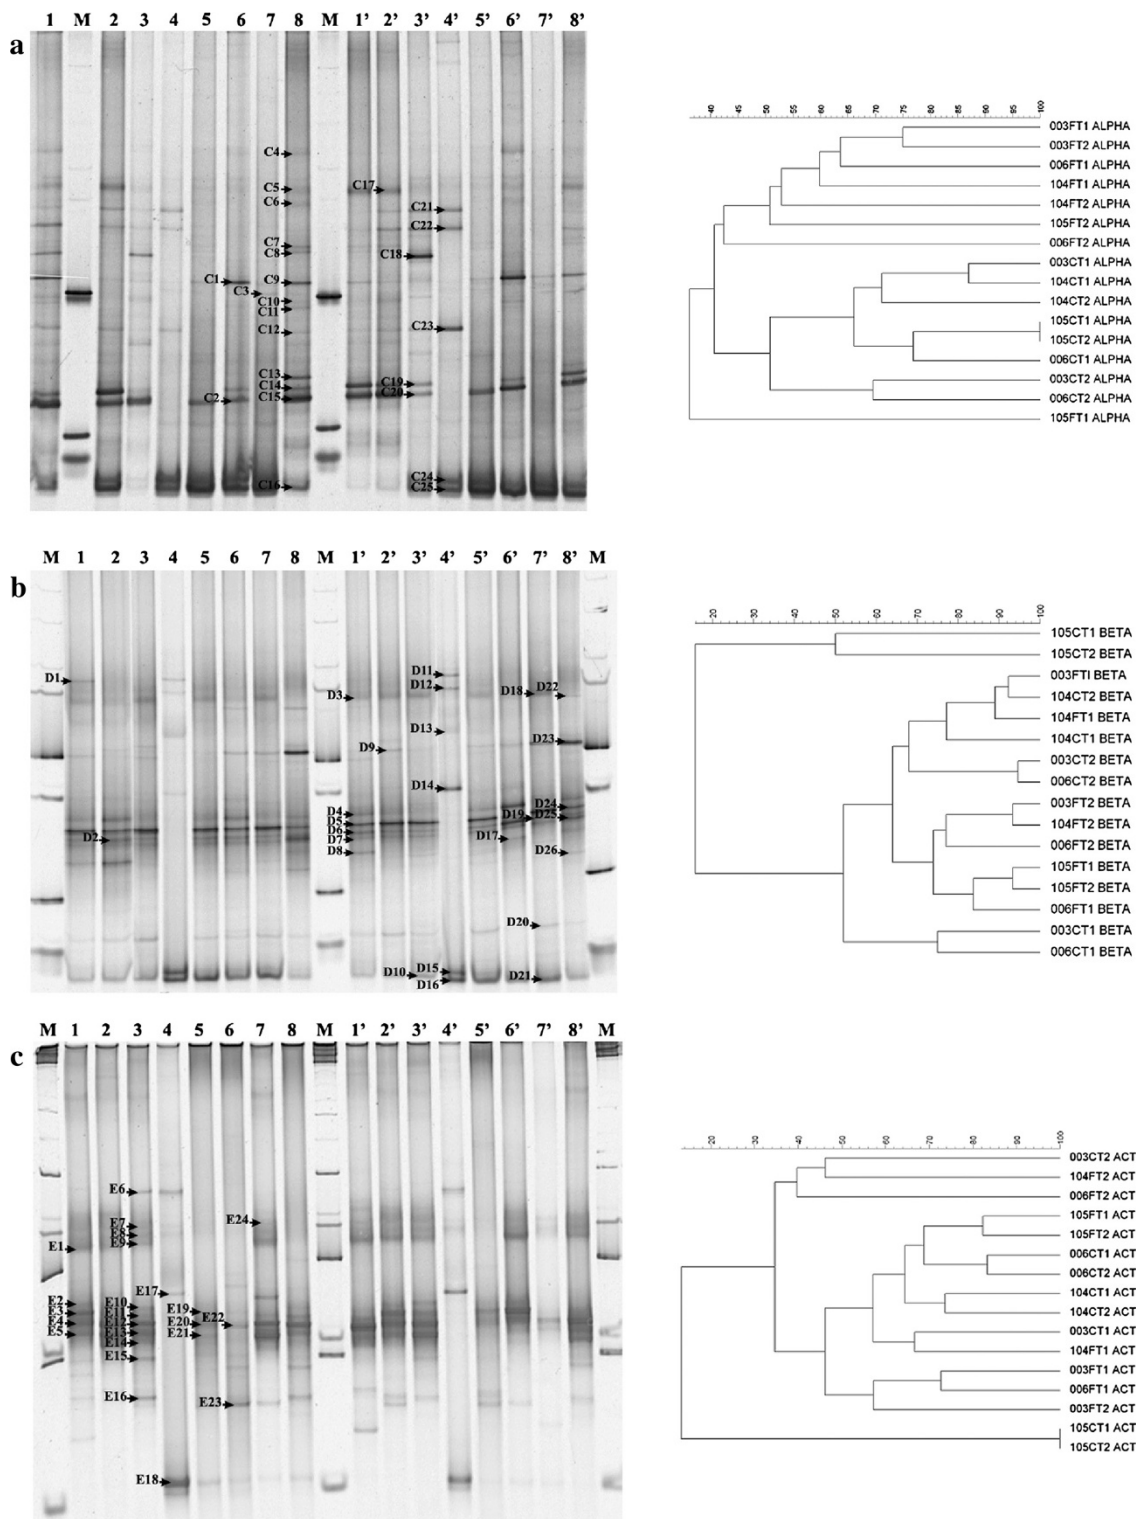 1 M 2 3 4 5 6 7 8 M 1’ 2’ 3’ 4’ 5’ 6’ 7’ 8’
a
C4
C5
C6
C7
C8
C1
C9
C3
C10
C11
C12
C13
C14
C2
C15
C16
C17
C21
C22
C18
C23
C19
C20
C24
C25
40 45 50 55 60 65 70 75 80 85 90 95 100
003FT1 ALPHA
003FT2 ALPHA
006FT1 ALPHA
104FT1 ALPHA
104FT2 ALPHA
105FT2 ALPHA
006FT2 ALPHA
003CT1 ALPHA
104CT1 ALPHA
104CT2 ALPHA
105CT1 ALPHA
105CT2 ALPHA
006CT1 ALPHA
003CT2 ALPHA
006CT2 ALPHA
105FT1 ALPHA
M 1 2 3 4 5 6 7 8 M 1’ 2’ 3’ 4’ 5’ 6’ 7’ 8’ M
b
D1
D2
D11
D12
D3
D18
D22
D13
D9
D23
D14
D4
D24
D5
D19
D25
D6
D7
D17
D8
D26
D20
D10
D15
D16
D21
20 30 40 50 60 70 80 90 100
105CT1 BETA
105CT2 BETA
003FTI BETA
104CT2 BETA
104FT1 BETA
104CT1 BETA
003CT2 BETA
006CT2 BETA
003FT2 BETA
104FT2 BETA
006FT2 BETA
105FT1 BETA
105FT2 BETA
006FT1 BETA
003CT1 BETA
006CT1 BETA
M 1 2 3 4 5 6 7 8 M 1’ 2’ 3’ 4’ 5’ 6’ 7’ 8’ M
c
E6
E7
E8
E9
E24
E1
E17
E2
E10
E3
E11
E19
E4
E12
E20
E22
E5
E13
E21
E14
E15
E16
E23
E18
20 30 40 50 60 70 80 90 100
003CT2 ACT
104FT2 ACT
006FT2 ACT
105FT1 ACT
105FT2 ACT
006CT1 ACT
006CT2 ACT
104CT1 ACT
104CT2 ACT
003CT1 ACT
104FT1 ACT
003FT1 ACT
006FT1 ACT
003FT2 ACT
105CT1 ACT
105CT2 ACT